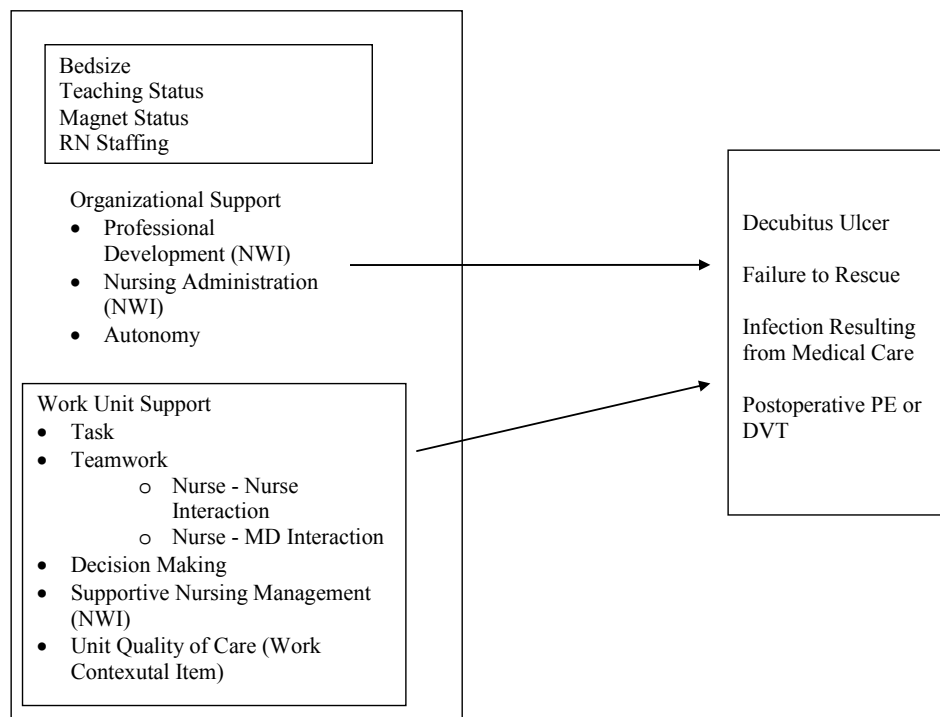 Bedsize
Teaching Status
Magnet Status
RN Staffing
Organizational Support
• Professional
Development (NWI)
• Nursing Administration
(NWI)
• Autonomy
Work Unit Support
• Task
• Teamwork
o Nurse - Nurse
Interaction
o Nurse - MD Interaction
• Decision Making
• Supportive Nursing Management
(NWI)
• Unit Quality of Care (Work
Contexutal Item)
Decubitus Ulcer
Failure to Rescue
Infection Resulting
from Medical Care
Postoperative PE or
DVT